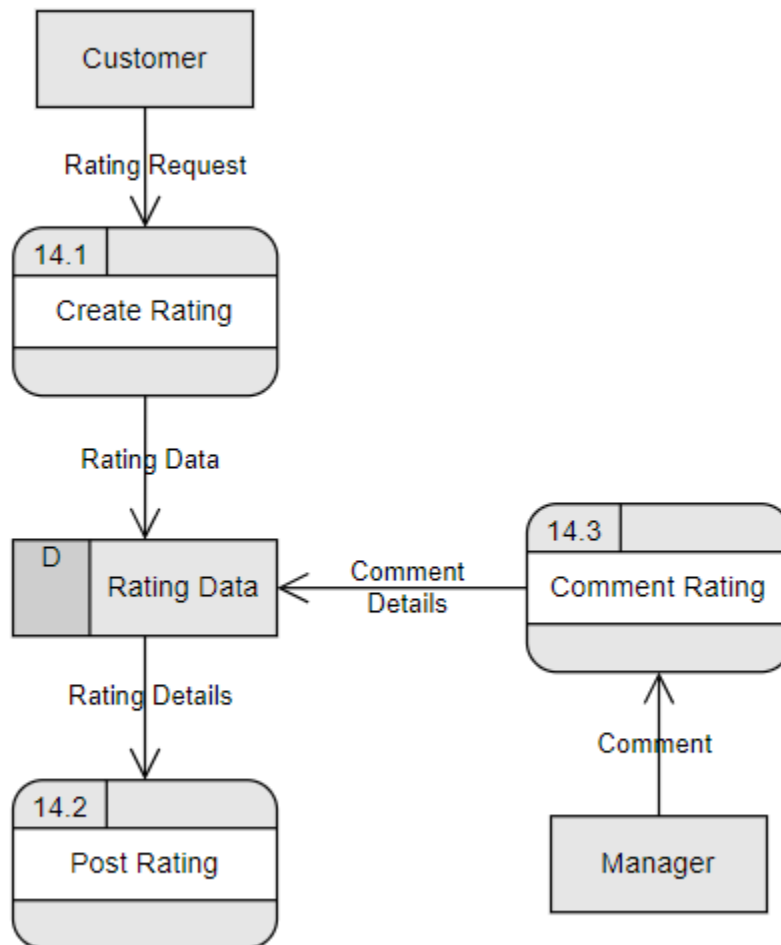 Customer
Rating Request
14.1
Create Rating
Rating Data
D
Rating Data
Comment
Details
14.3
Comment Rating
Rating Details
Comment
14.2
Post Rating
Manager